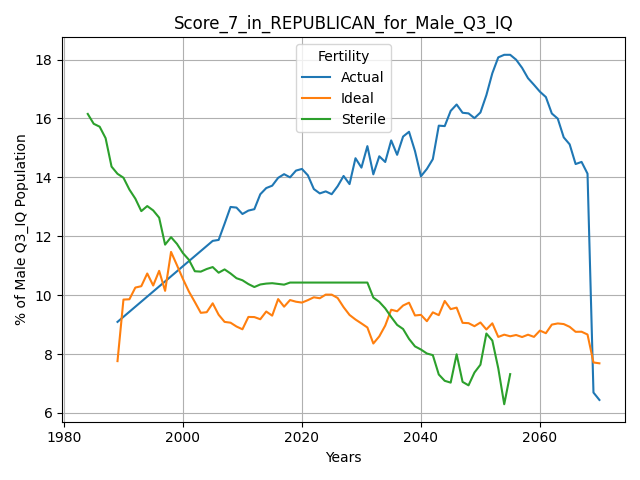 Score_7_in_REPUBLICAN_for_Male_Q3_IQ
Fertility
Actual
Ideal
Sterile
% of Male Q3_IQ Population
18
16
14
12
10
8
6
1980
2000
2020
2040
2060
Years